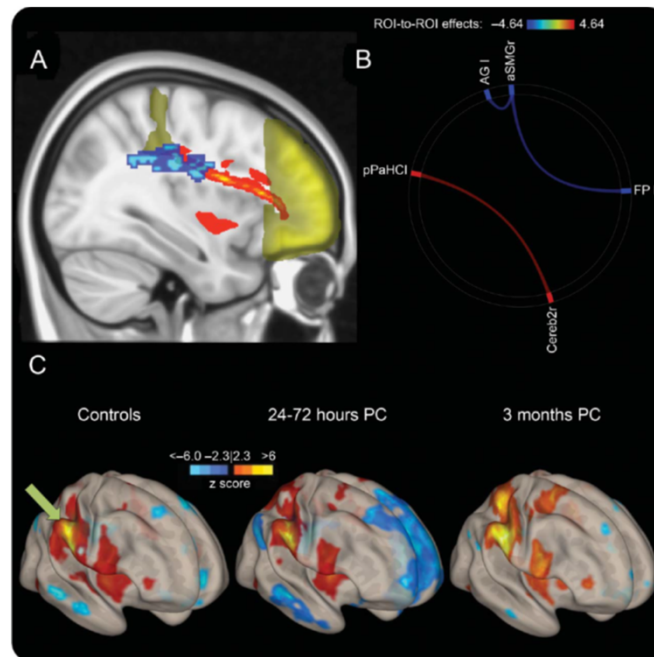 ROI-to-ROI effects: −4.64 4.64
A
B
AG l
aSMGr
pPaHCl
FP
Cereb2r
C
Controls
24-72 hours PC
3 months PC
<−6.0 −2.3|2.3 >6
z score